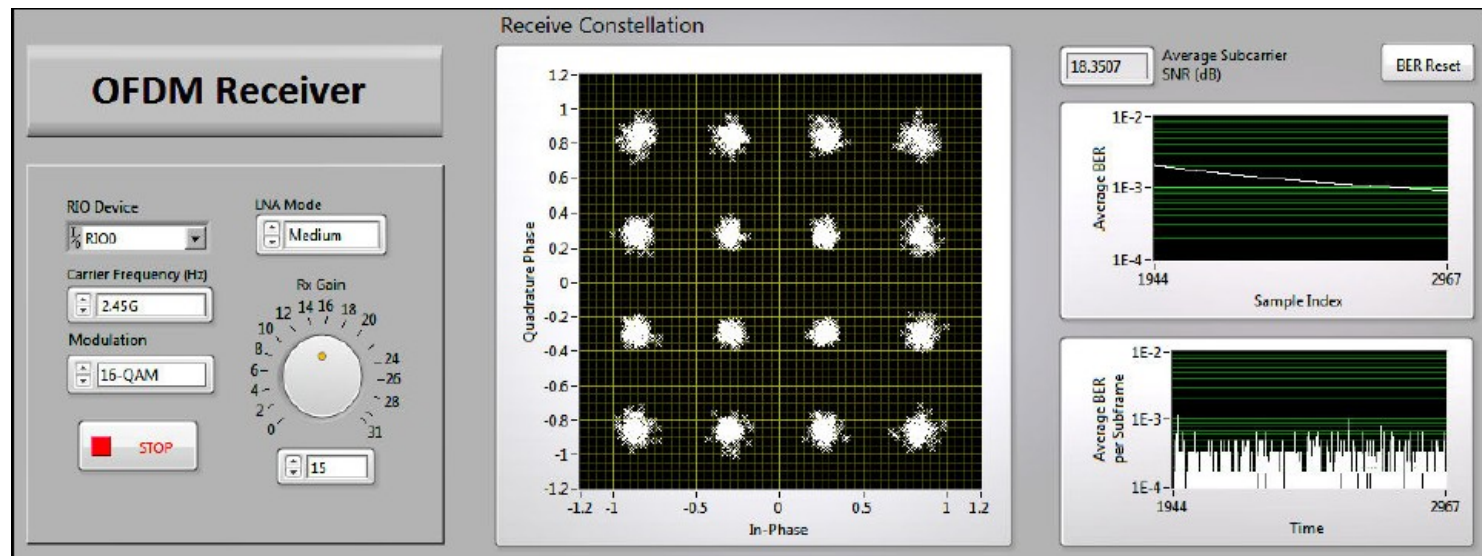 OFDM Receiver
RIO Device
I/O RIO0
LNA Mode
Medium
Carrier Frequency (Hz)
2.45G
Modulation
16-QAM
STOP
Rx Gain
0
2
4
6
8
10
12
14
16
18
20
24
26
28
31
15
Receive Constellation
Quadrature Phase
1.2
1
0.8
0.6
0.4
0.2
0
-0.2
-0.4
-0.6
-0.8
-1
-1.2
-1.2 -1 -0.5 0 0.5 1 1.2
In-Phase
18.3507
Average Subcarrier
SNR (dB)
BER Reset
Average BER
1E-2
1E-3
1E-4
1944 2967
Sample Index
Average BER
per Subframe
1E-2
1E-3
1E-4
1944 2967
Time